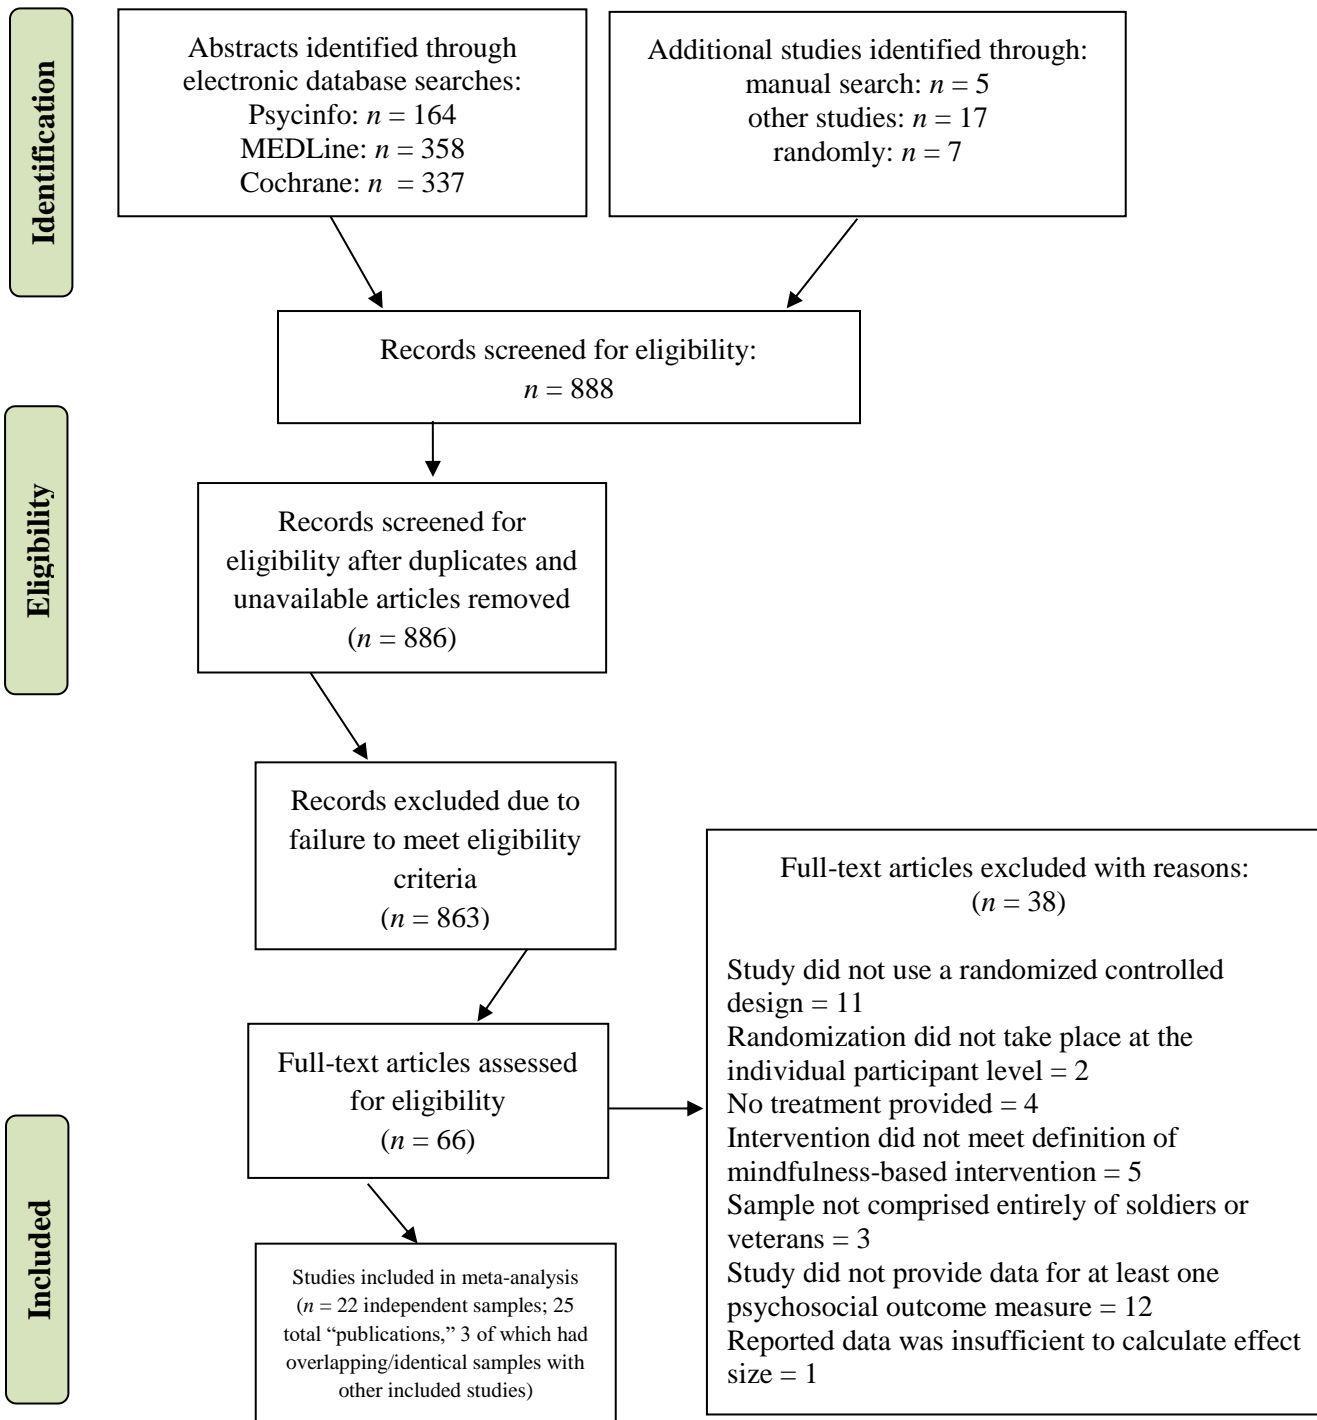 Identification
Abstracts identified through
electronic database searches:
Psycinfo: n = 164
MEDLine: n = 358
Cochrane: n = 337
Additional studies identified through:
manual search: n = 5
other studies: n = 17
randomly: n = 7
Records screened for eligibility:
n = 888
Eligibility
Records screened for
eligibility after duplicates and
unavailable articles removed
(n = 886)
Records excluded due to
failure to meet eligibility
criteria
(n = 863)
Full-text articles assessed
for eligibility
(n = 66)
Full-text articles excluded with reasons:
(n = 38)
Study did not use a randomized controlled
design = 11
Randomization did not take place at the
individual participant level = 2
No treatment provided = 4
Intervention did not meet definition of
mindfulness-based intervention = 5
Sample not comprised entirely of soldiers or
veterans = 3
Study did not provide data for at least one
psychosocial outcome measure = 12
Reported data was insufficient to calculate effect
size = 1
Included
Studies included in meta-analysis
(n = 22 independent samples; 25
total “publications,” 3 of which had
overlapping/identical samples with
other included studies)